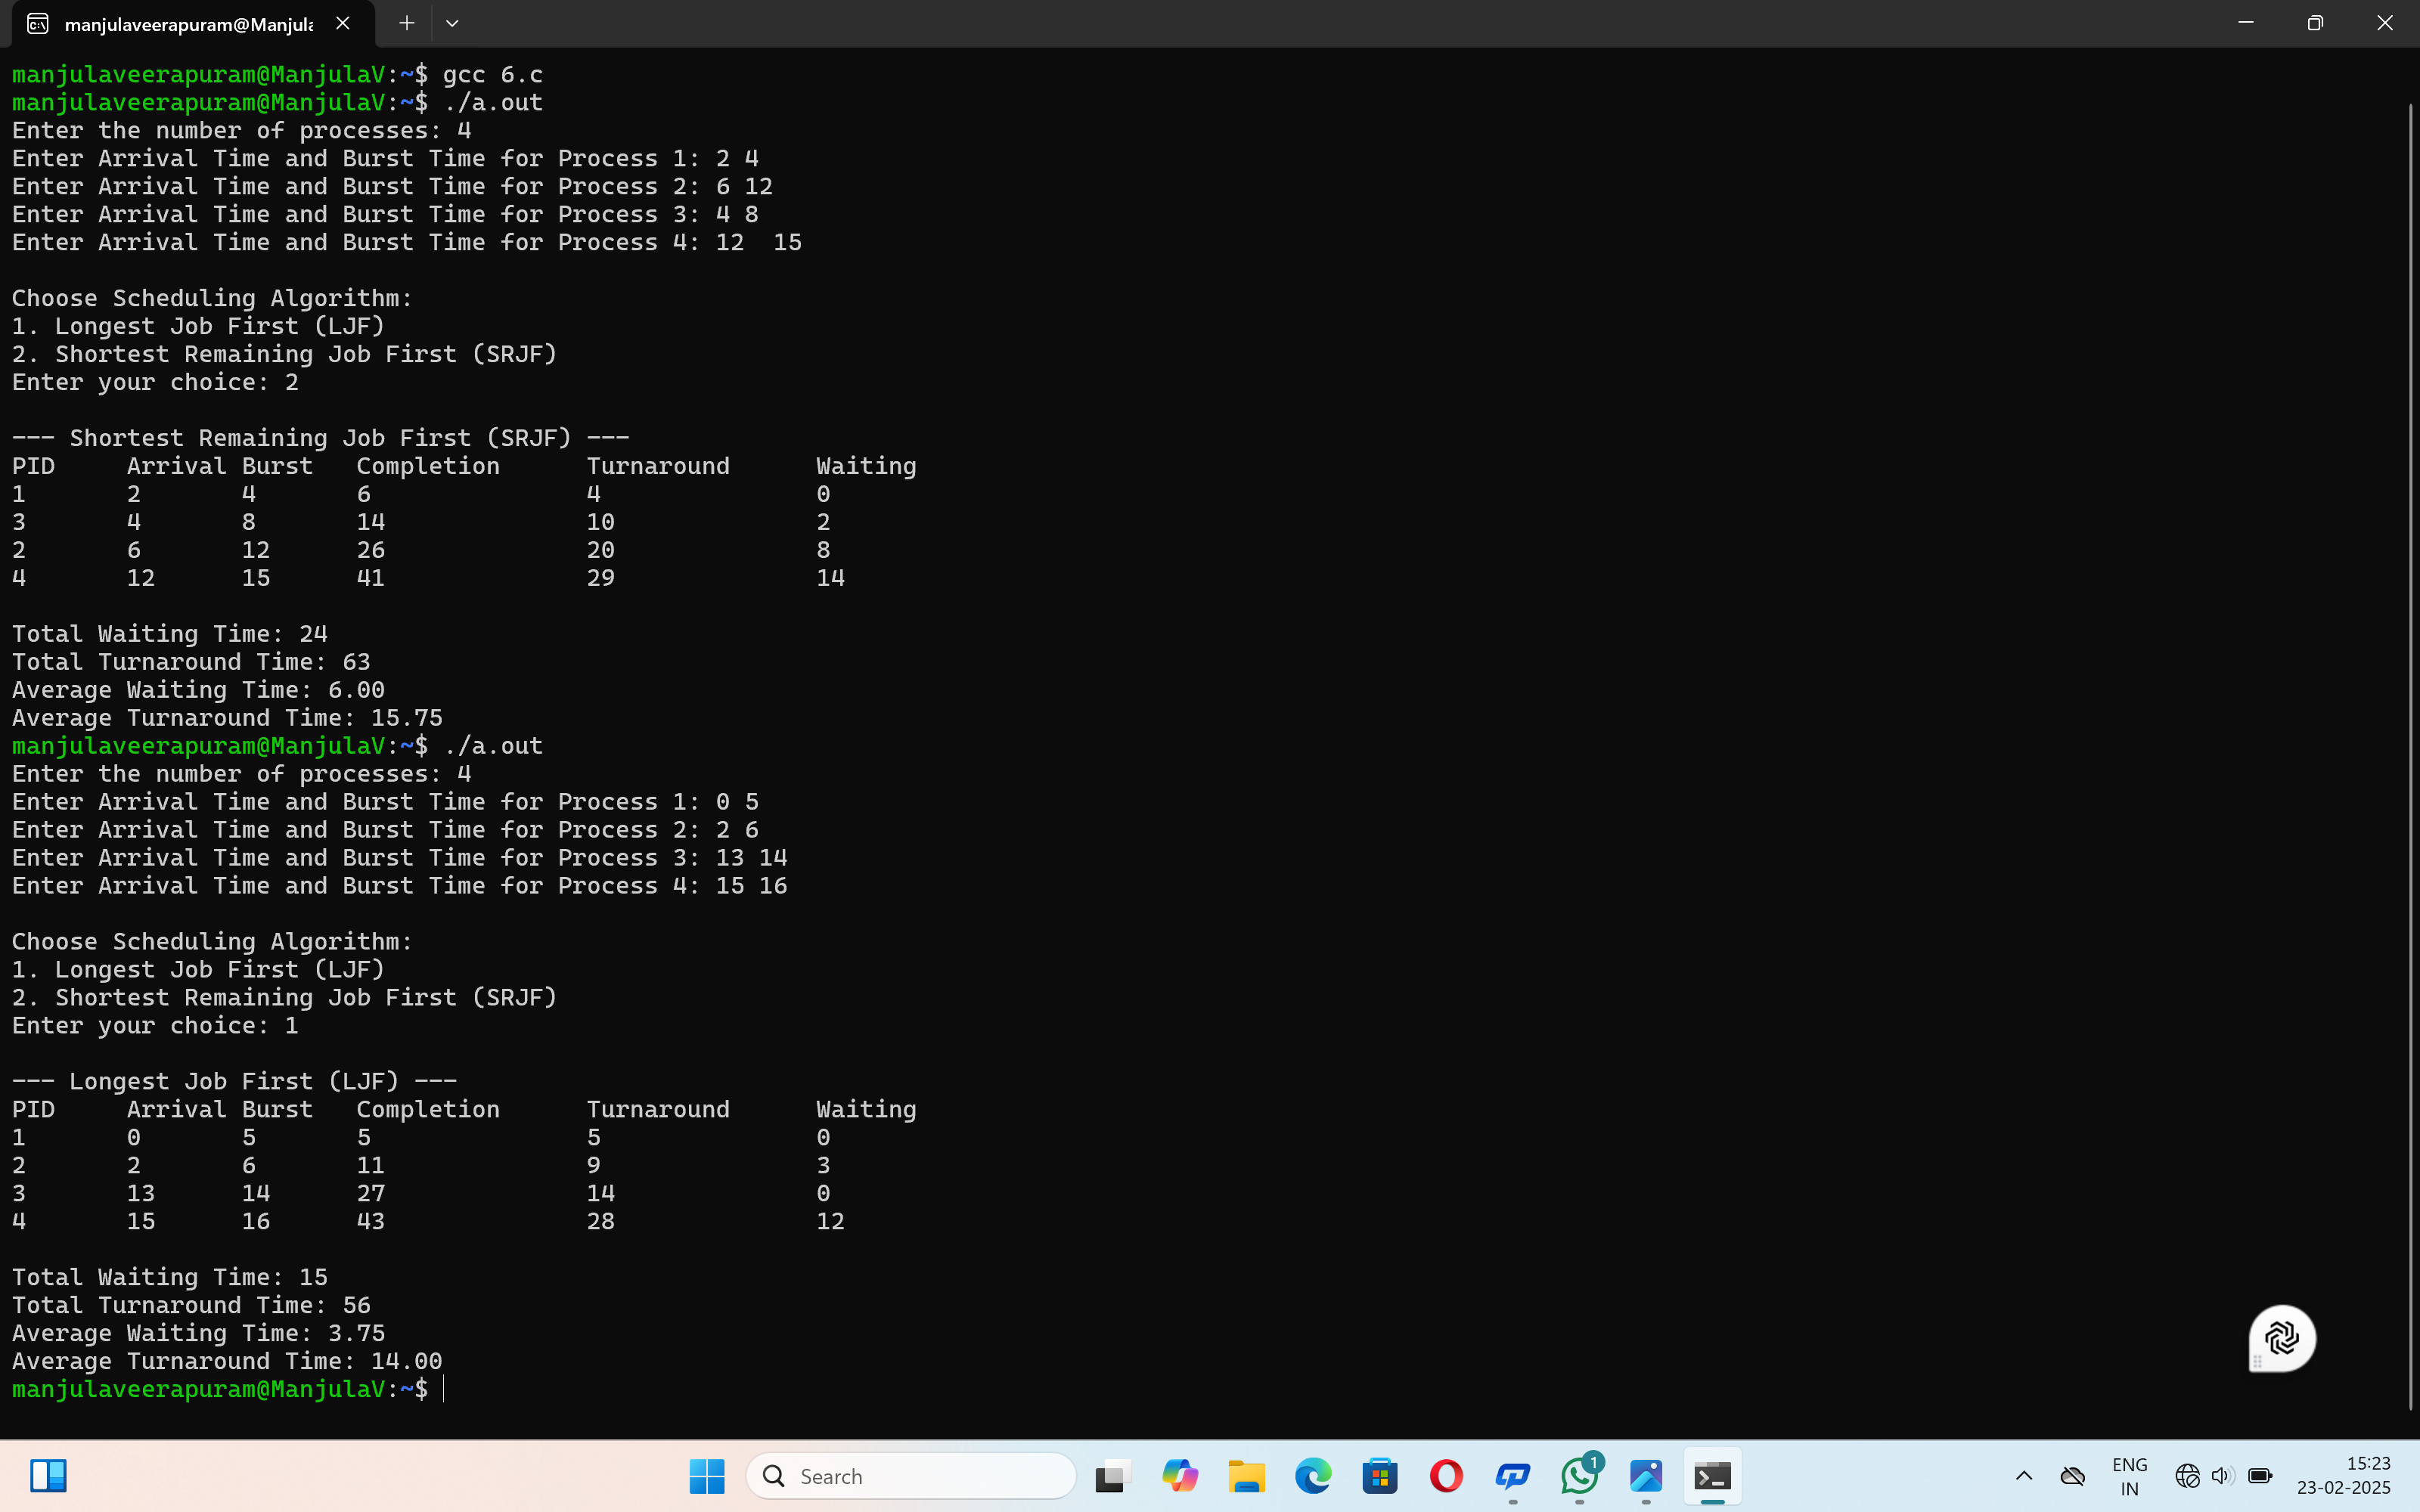 manjulaveerapuram@Manjula
manjulaveerapuram@ManjulaV:~$ gcc 6.c
manjulaveerapuram@ManjulaV:~$ ./a.out
Enter the number of processes: 4
Enter Arrival Time and Burst Time for Process 1: 2 4
Enter Arrival Time and Burst Time for Process 2: 6 12
Enter Arrival Time and Burst Time for Process 3: 4 8
Enter Arrival Time and Burst Time for Process 4: 12  15
Choose Scheduling Algorithm:
1. Longest Job First (LJF)
2. Shortest Remaining Job First (SRJF)
Enter your choice: 2
--- Shortest Remaining Job First (SRJF) ---
PID     Arrival Burst   Completion      Turnaround      Waiting
1       2       4       6               4               0
3       4       8       14              10              2
2       6       12      26              20              8
4       12      15      41              29              14
Total Waiting Time: 24
Total Turnaround Time: 63
Average Waiting Time: 6.00
Average Turnaround Time: 15.75
manjulaveerapuram@ManjulaV:~$ ./a.out
Enter the number of processes: 4
Enter Arrival Time and Burst Time for Process 1: 0 5
Enter Arrival Time and Burst Time for Process 2: 2 6
Enter Arrival Time and Burst Time for Process 3: 13 14
Enter Arrival Time and Burst Time for Process 4: 15 16
Choose Scheduling Algorithm:
1. Longest Job First (LJF)
2. Shortest Remaining Job First (SRJF)
Enter your choice: 1
--- Longest Job First (LJF) ---
PID     Arrival Burst   Completion      Turnaround      Waiting
1       0       5       5               5               0
2       2       6       11              9               3
3       13      14      27              14              0
4       15      16      43              28              12
Total Waiting Time: 15
Total Turnaround Time: 56
Average Waiting Time: 3.75
Average Turnaround Time: 14.00
manjulaveerapuram@ManjulaV:~$
Search
1
ENG
IN
15:23
23-02-2025